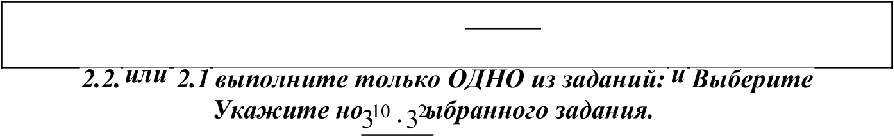 2.2. или 2.1 выполните только ОДНО из заданий: и Выберите
Укажите но 3¹⁰ · 3² ыбранного задания.